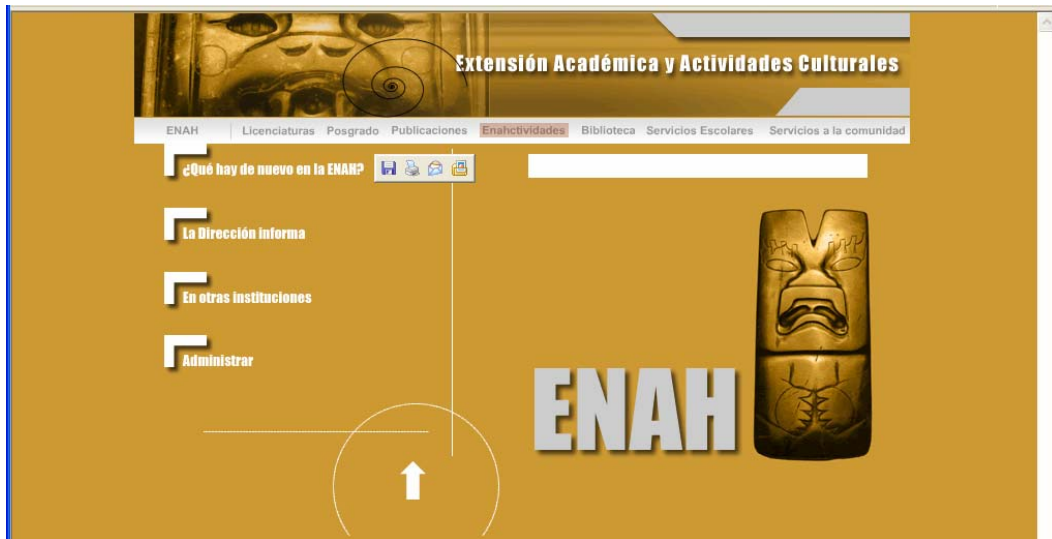 Extensión Académica y Actividades Culturales
ENAH Licenciaturas Posgrado Publicaciones Enahctividades Biblioteca Servicios Escolares Servicios a la comunidad
¿Qué hay de nuevo en la ENAH?
La Dirección informa
En otras instituciones
Administrar
ENAH